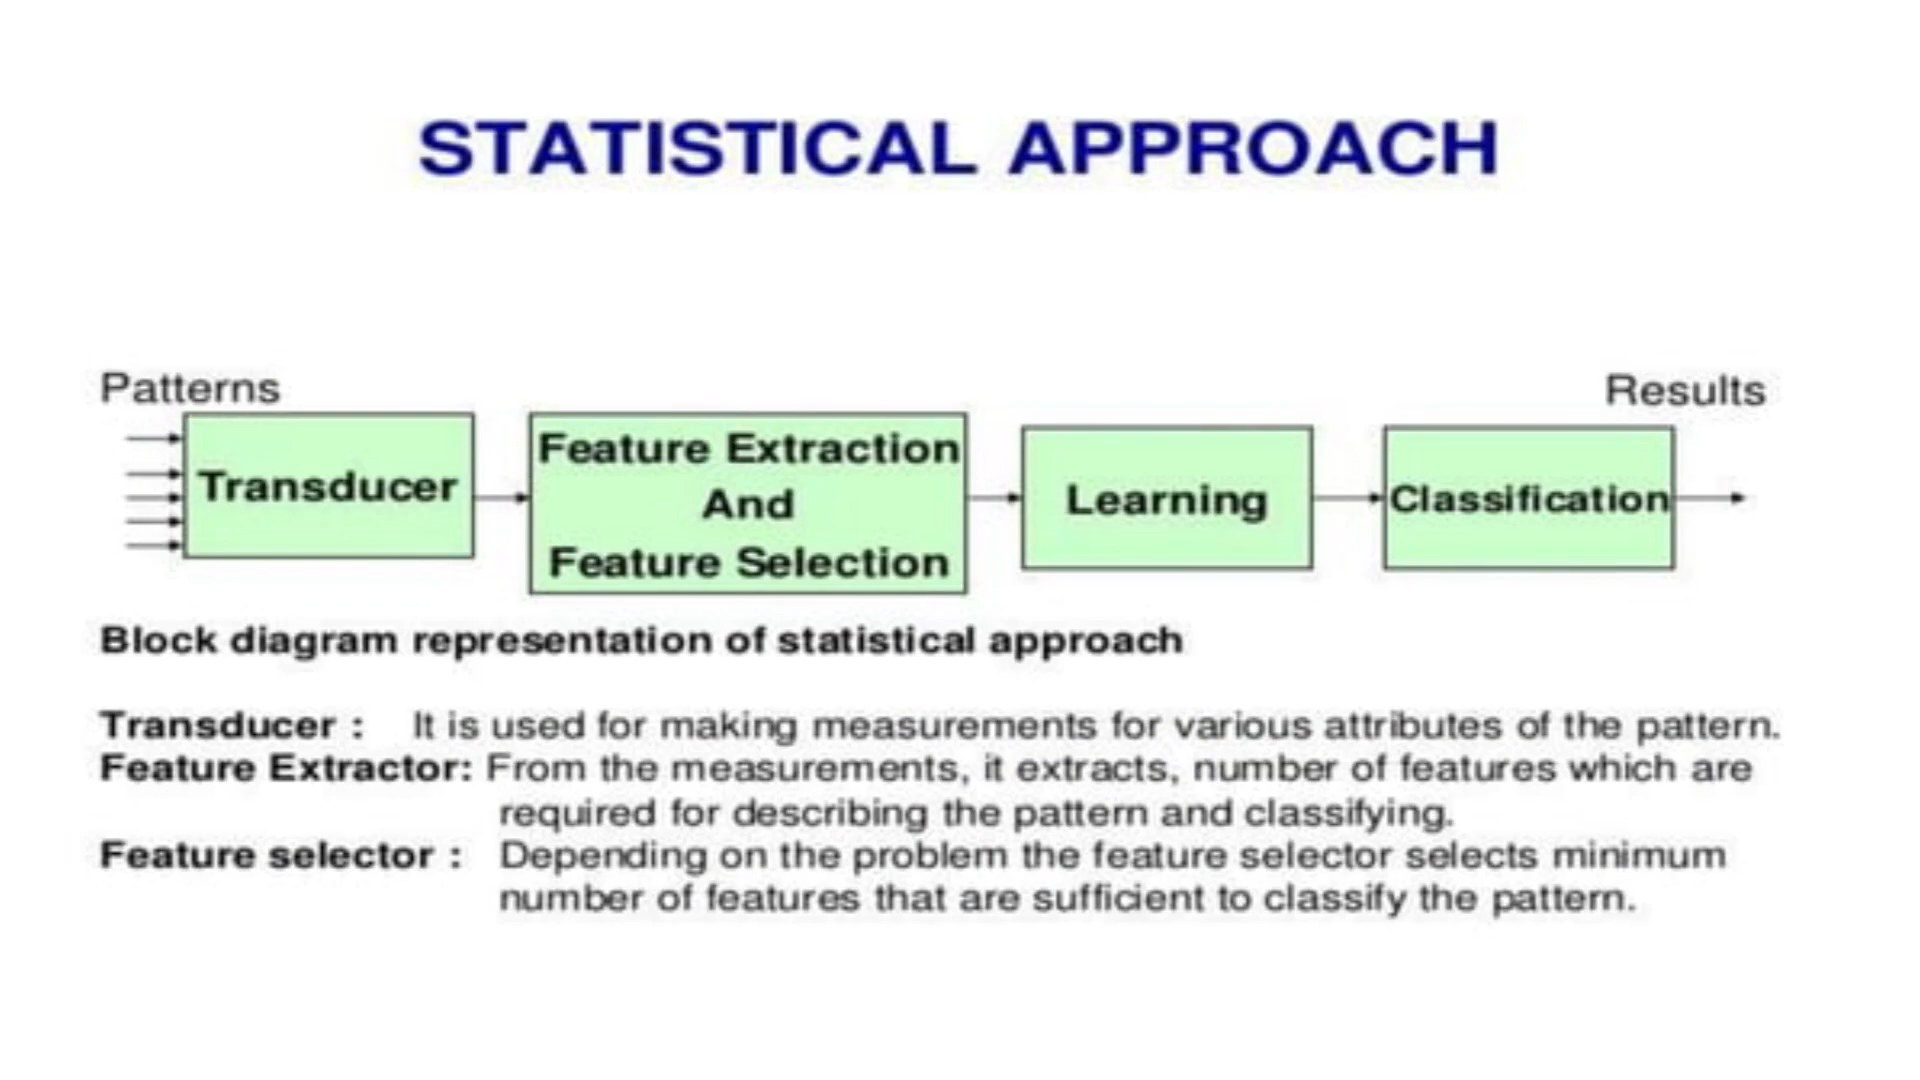 STATISTICAL APPROACH
Patterns
Results
Transducer
Feature Extraction
And
Feature Selection
Learning
Classification
Block diagram representation of statistical approach
Transducer : It is used for making measurements for various attributes of the pattern.
Feature Extractor: From the measurements, it extracts, number of features which are
required for describing the pattern and classifying.
Feature selector : Depending on the problem the feature selector selects minimum
number of features that are sufficient to classify the pattern.